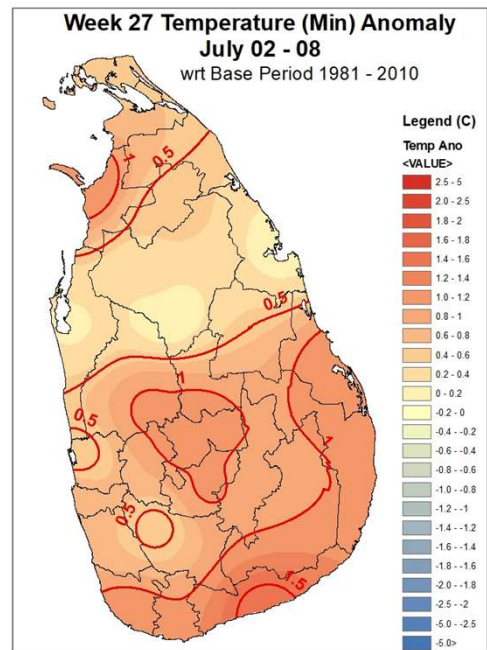 Week 27 Temperature (Min) Anomaly
July 02 - 08
wrt Base Period 1981 - 2010
Legend (C)
Temp Ano
<VALUE>
2.5 - 5
2.0 - 2.5
1.8 - 2
1.6 - 1.8
1.4 - 1.6
1.2 - 1.4
1.0 - 1.2
0.8 - 1
0.6 - 0.8
0.4 - 0.6
0.2 - 0.4
0 - 0.2
-0.2 - 0
-0.4 - -0.2
-0.6 - -0.4
-0.8 - -0.6
-1.0 - -0.8
-1.2 - -1
-1.4 - -1.2
-1.6 - -1.4
-1.8 - -1.6
-2.0 - -1.8
-2.5 - -2
-5.0 - -2.5
-5.0>
1
0.5
0.5
1
0.5
1
0.5
1.5